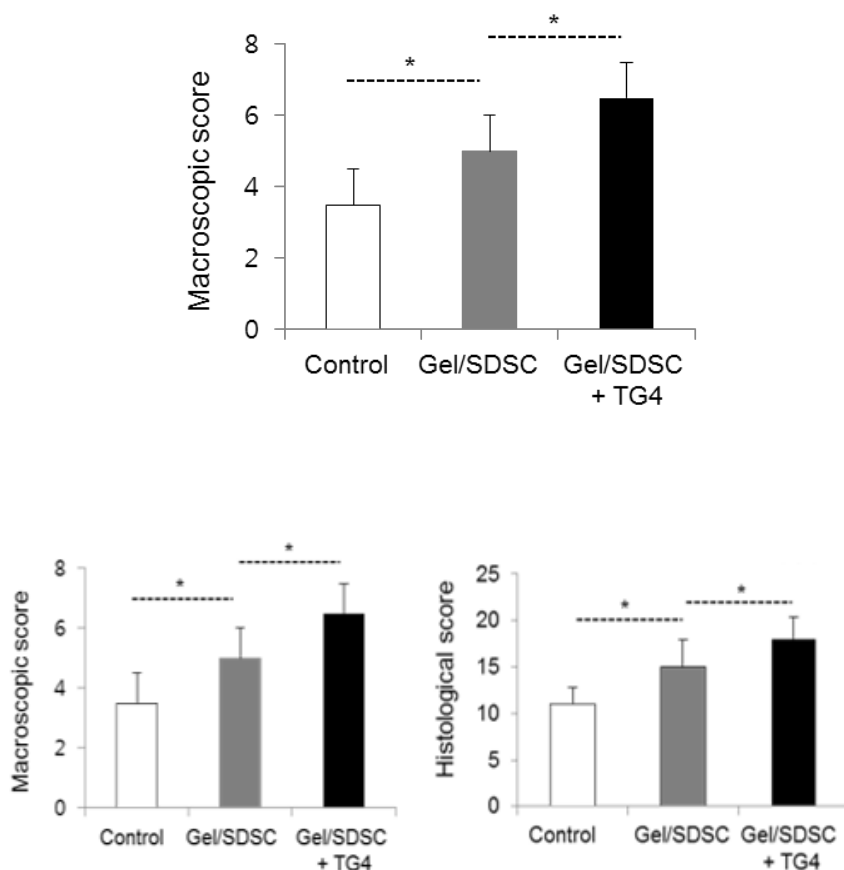 Macroscopic score
8
6
4
2
0
*
*
Control
Gel/SDSC
Gel/SDSC
+ TG4
Macroscopic score
8
6
4
2
0
*
*
Control
Gel/SDSC
Gel/SDSC
+ TG4
Histological score
25
20
15
10
5
0
*
*
Control
Gel/SDSC
Gel/SDSC
+ TG4